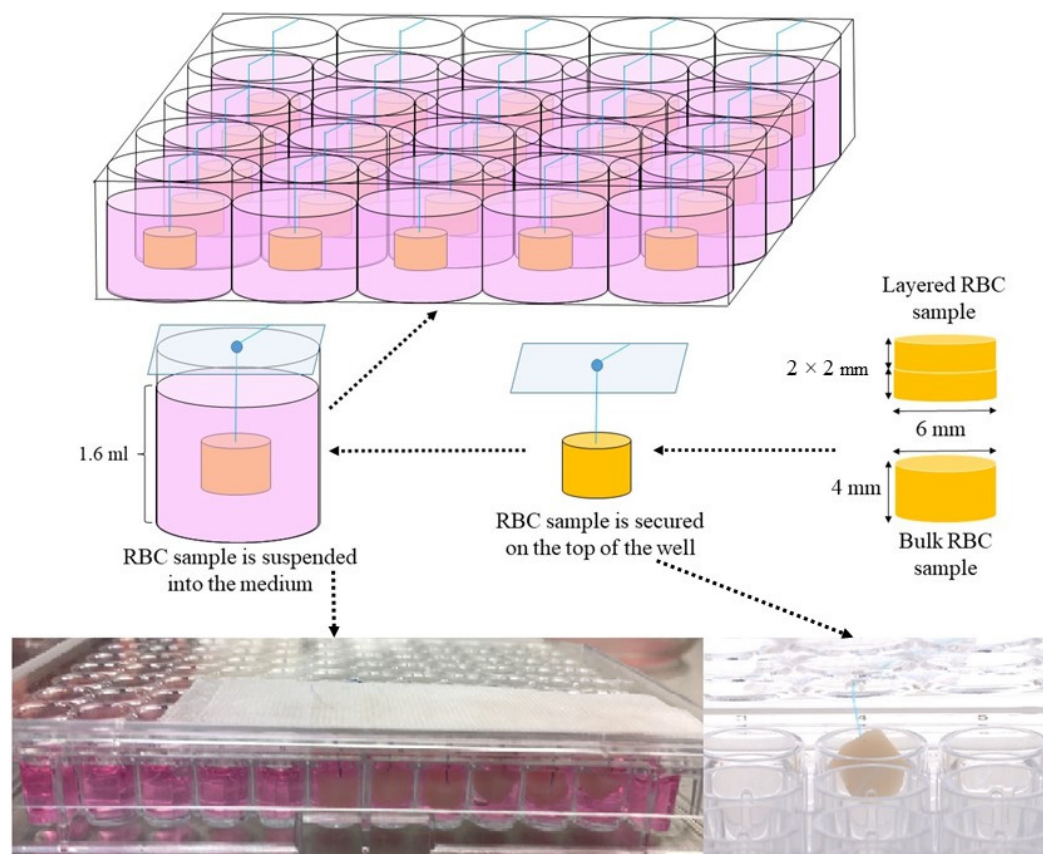 Layered RBC
sample
2 × 2 mm
6 mm
1.6 ml
4 mm
RBC sample is secured
on the top of the well
Bulk RBC
sample
RBC sample is suspended
into the medium